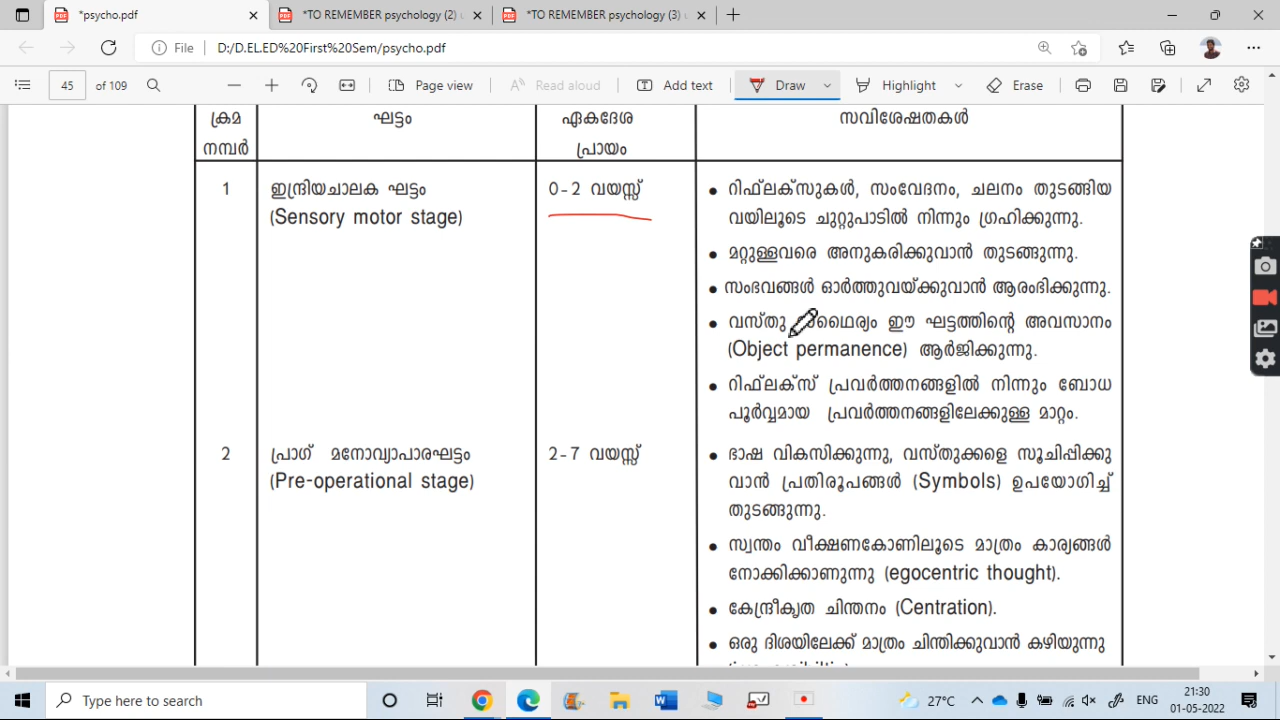 *psycho.pdf
*TO REMEMBER psychology (2) (
*TO REMEMBER psychology (3) (
File
D:/D.EL.ED%20First%20Sem/psycho.pdf
45 of 109
Page view
Read aloud
Add text
Draw
Highlight
Erase
ക്രമ നമ്പർ
ഘട്ടം
ഏകദേശ പ്രായം
സവിശേഷതകൾ
1
ഇന്ദ്രിയചാലക ഘട്ടം
(Sensory motor stage)
0-2 വയസ്സ്
• റിഫ്ലക്സുകൾ, സംവേദനം, ചലനം തുടങ്ങിയ
വയിലൂടെ ചുറ്റുപാടിൽ നിന്നും ഗ്രഹിക്കുന്നു.
• മറ്റുള്ളവരെ അനുകരിക്കുവാൻ തുടങ്ങുന്നു.
• സംഭവങ്ങൾ ഓർത്തുവയ്ക്കുവാൻ ആരംഭിക്കുന്നു.
• വസ്തു ഈ ഘട്ടത്തിന്റെ അവസാനം
(Object permanence) ആർജിക്കുന്നു.
• റിഫ്ലക്സ് പ്രവർത്തനങ്ങളിൽ നിന്നും ബോധ
പൂർവ്വമായ പ്രവർത്തനങ്ങളിലേക്കുള്ള മാറ്റം.
2
പ്രാഗ് മനോവ്യാപാരഘട്ടം
(Pre-operational stage)
2-7 വയസ്സ്
• ഭാഷ വികസിക്കുന്നു, വസ്തുക്കളെ സൂചിപ്പിക്കു
വാൻ പ്രതിരൂപങ്ങൾ (Symbols) ഉപയോഗിച്ച്
തുടങ്ങുന്നു.
• സ്വന്തം വീക്ഷണകോണിലൂടെ മാത്രം കാര്യങ്ങൾ
നോക്കിക്കാണുന്നു (egocentric thought).
• കേന്ദ്രീകൃത ചിന്തനം (Centration).
• ഒരു ദിശയിലേക്ക് മാത്രം ചിന്തിക്കുവാൻ കഴിയുന്നു
Type here to search
27°C
ENG
21:30
01-05-2022